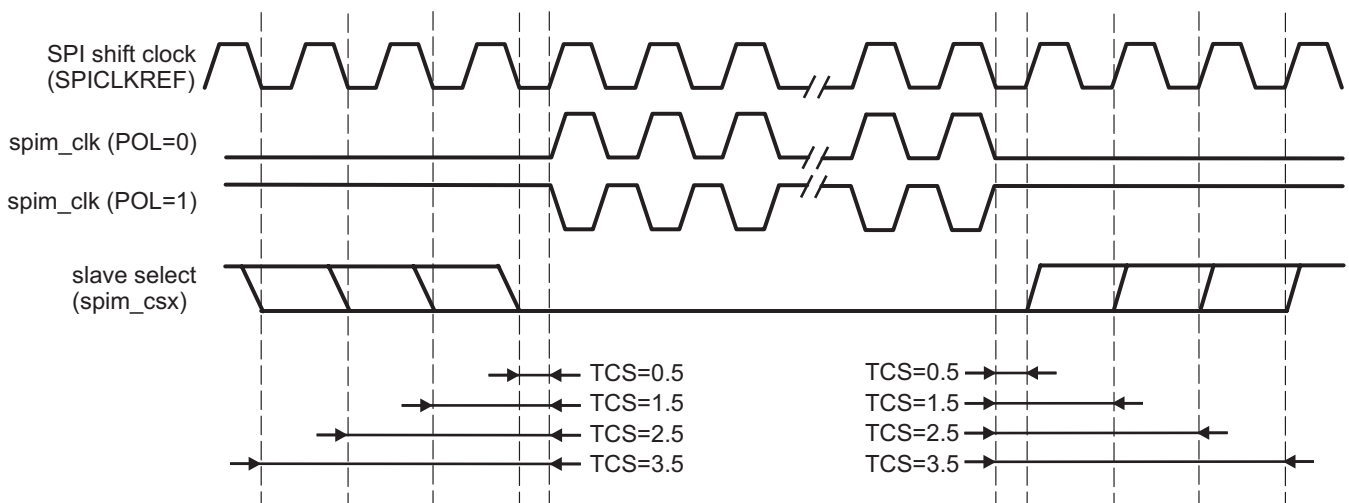 SPI shift clock
(SPICLKREF)
spim_clk (POL=0)
spim_clk (POL=1)
slave select
(spim_csx)
TCS=0.5
TCS=1.5
TCS=2.5
TCS=3.5
TCS=0.5
TCS=1.5
TCS=2.5
TCS=3.5